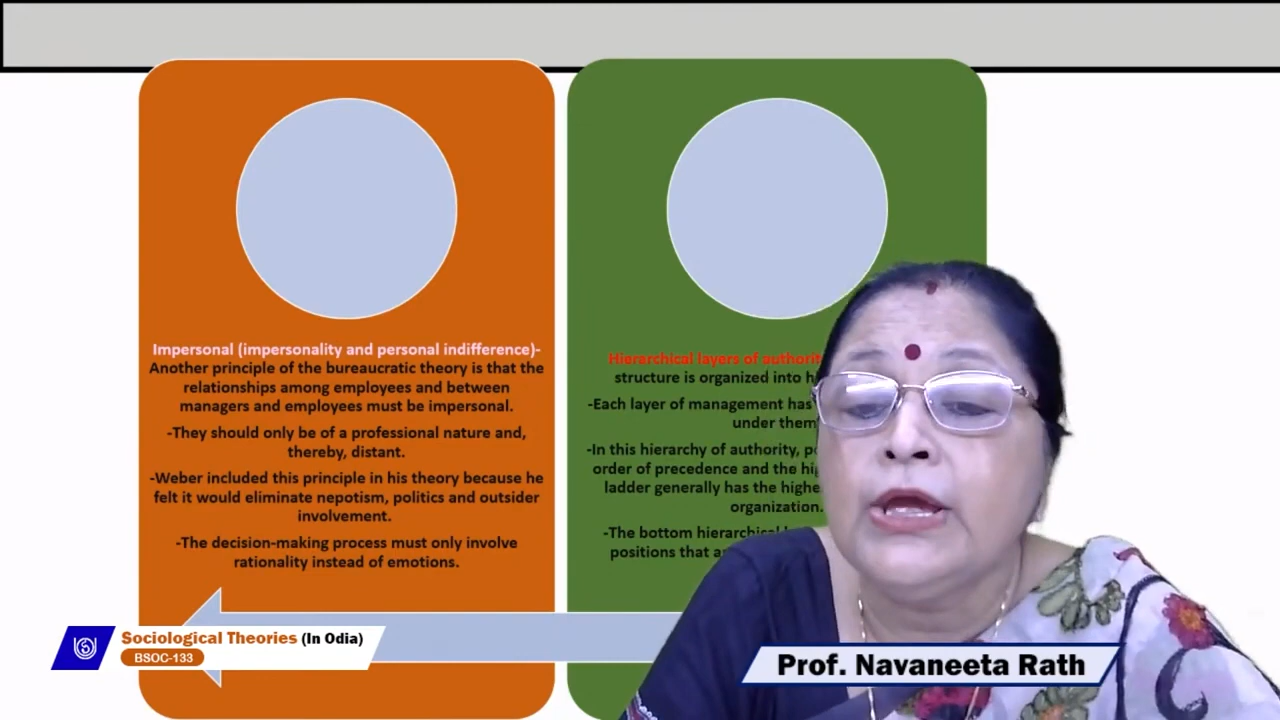 Impersonal (impersonality and personal indifference)-
Another principle of the bureaucratic theory is that the
relationships among employees and between
managers and employees must be impersonal.
-They should only be of a professional nature and,
thereby, distant.
-Weber included this principle in his theory because he
felt it would eliminate nepotism, politics and outsider
involvement.
-The decision-making process must only involve
rationality instead of emotions.
Hierarchical layers of
structure is organized into
-Each layer of management has
under them
-In this hierarchy of authority,
order of precedence and the
ladder generally has the
organization.
-The bottom
positions that
Sociological Theories (In Odia)
BSOC-133
Prof. Navaneeta Rath